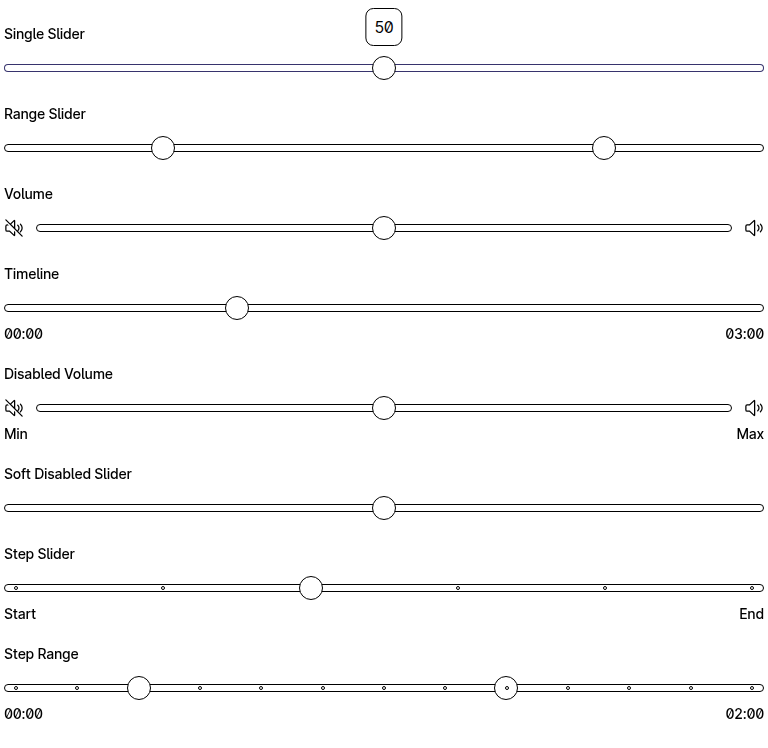 Single Slider
50
Range Slider
Volume
Timeline
00:00
03:00
Disabled Volume
Min
Max
Soft Disabled Slider
Step Slider
Start
End
Step Range
00:00
02:00